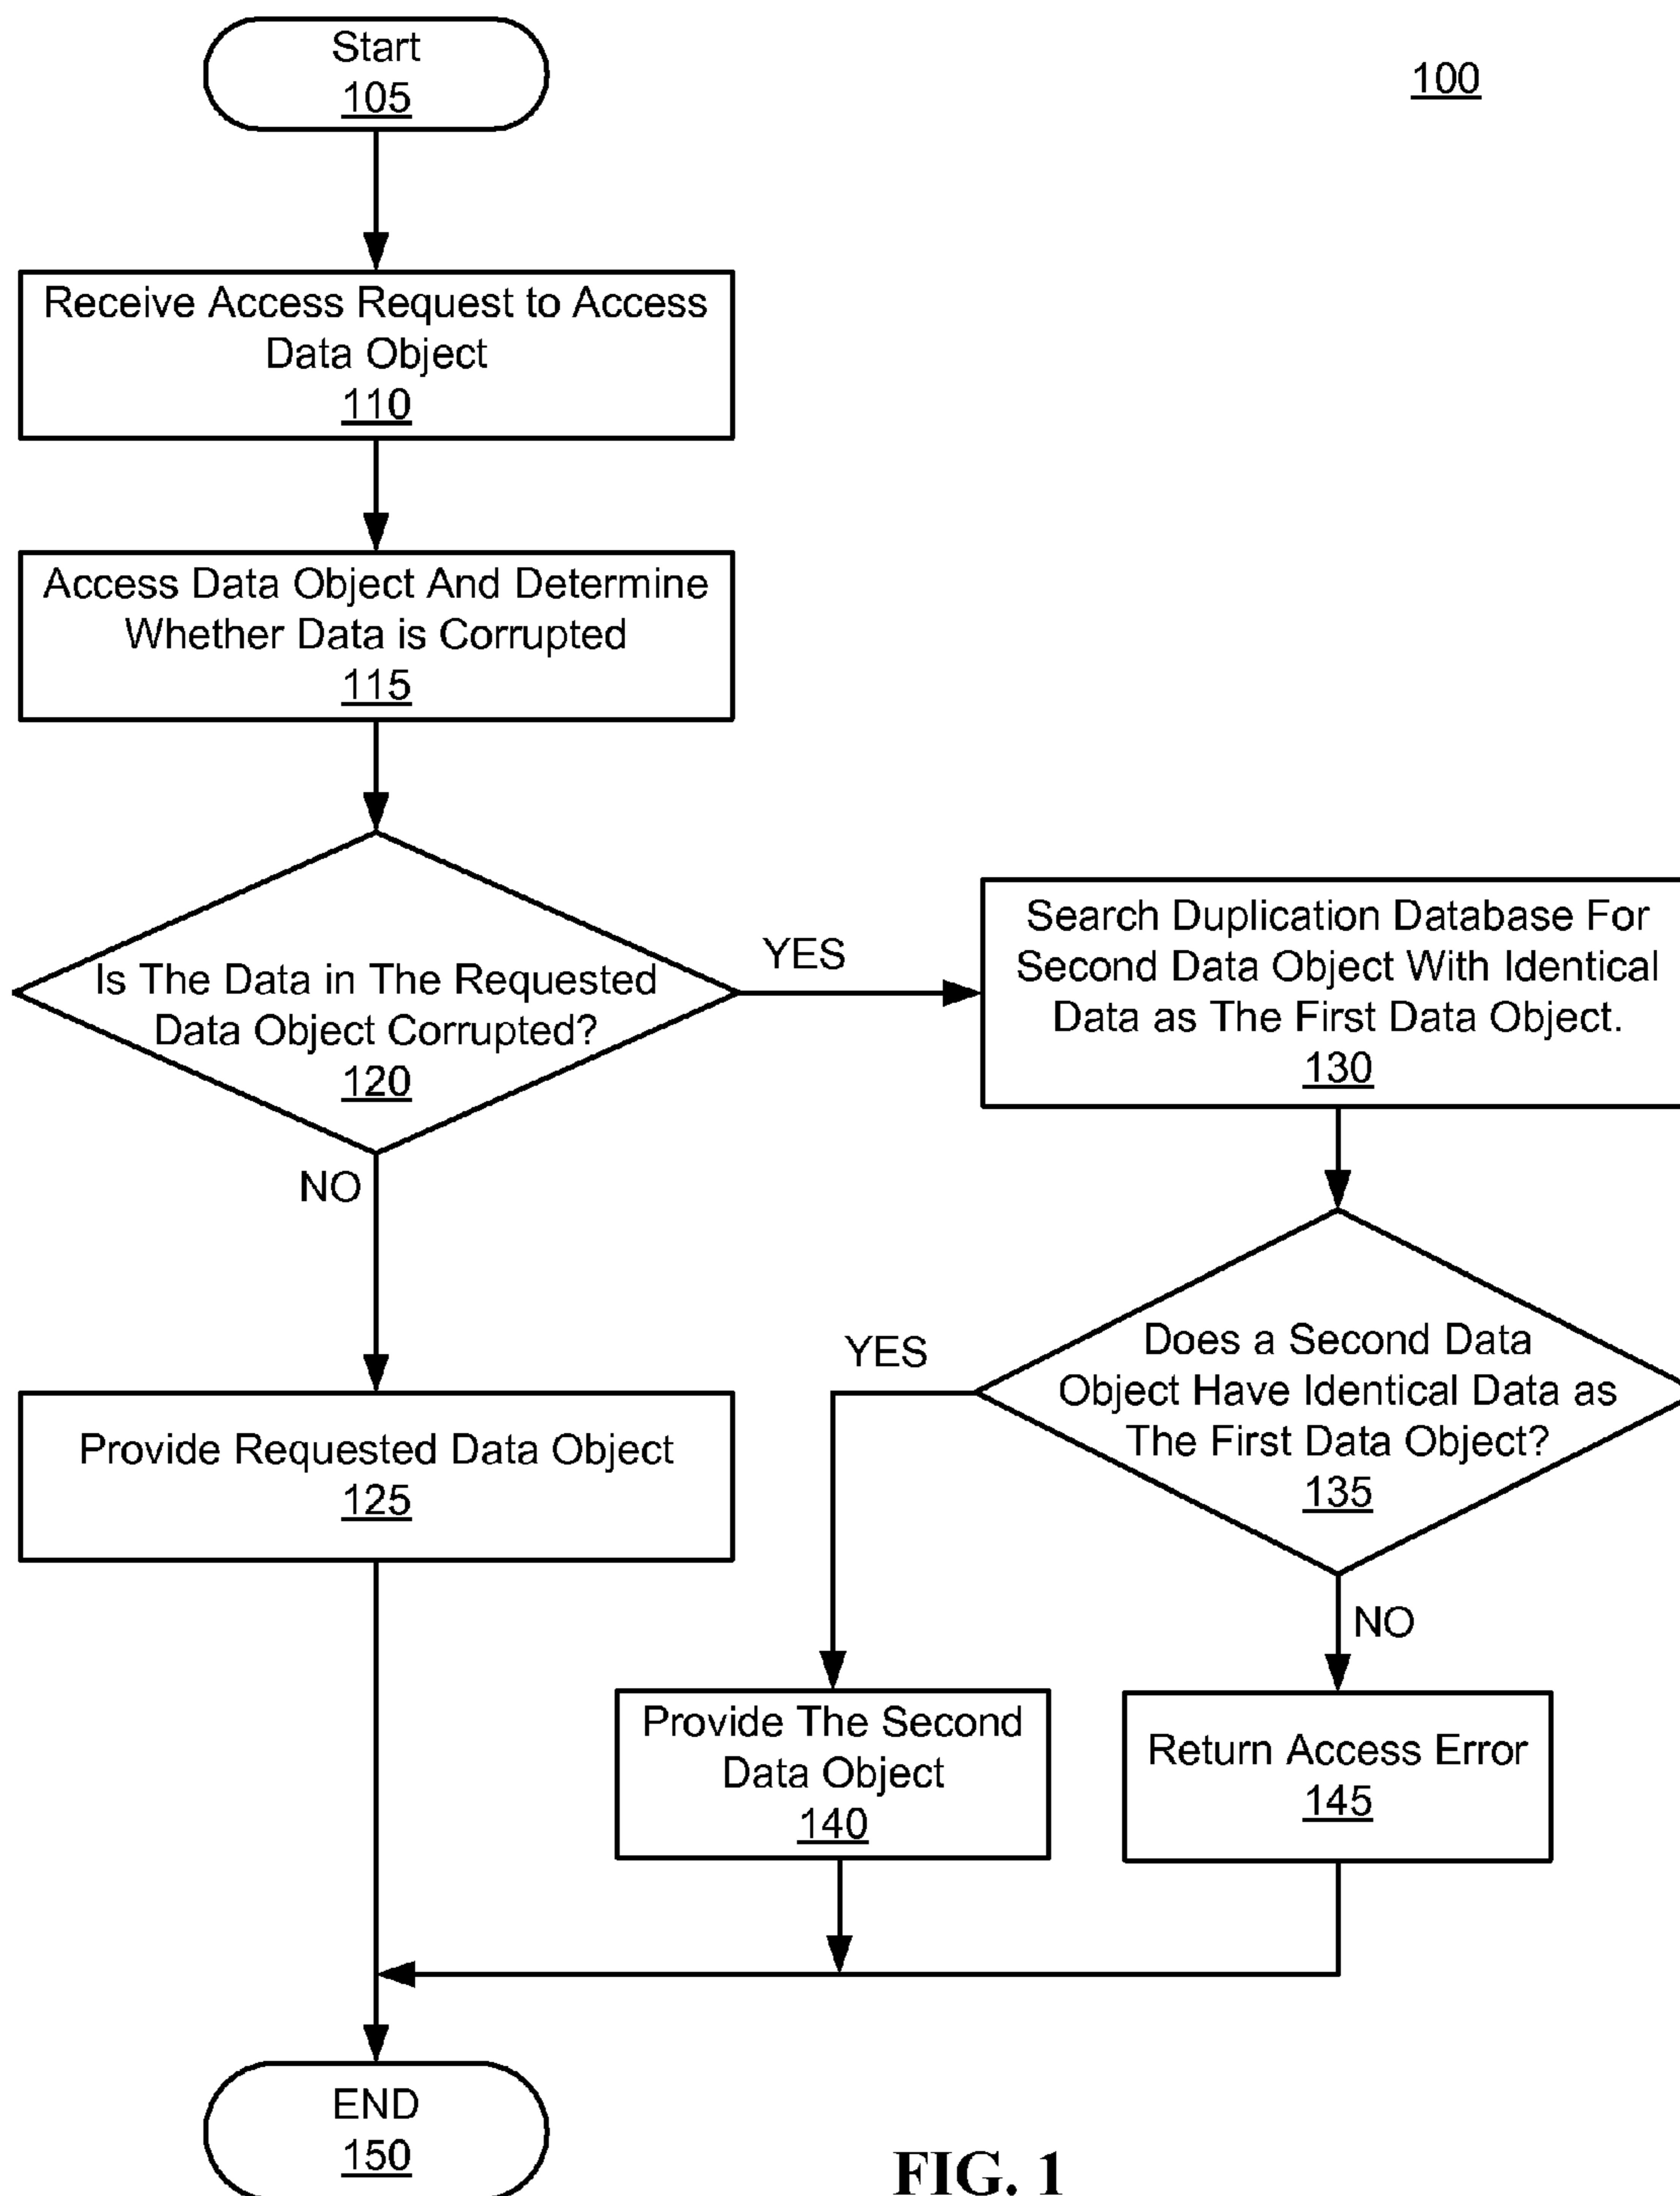 Start
105
100
Receive Access Request to Access
Data Object
110
Access Data Object And Determine
Whether Data is Corrupted
115
Is The Data in The Requested
Data Object Corrupted?
120
YES
NO
Search Duplication Database For
Second Data Object With Identical
Data as The First Data Object.
130
Does a Second Data
Object Have Identical Data as
The First Data Object?
135
YES
NO
Provide Requested Data Object
125
Provide The Second
Data Object
140
Return Access Error
145
END
150
FIG. 1